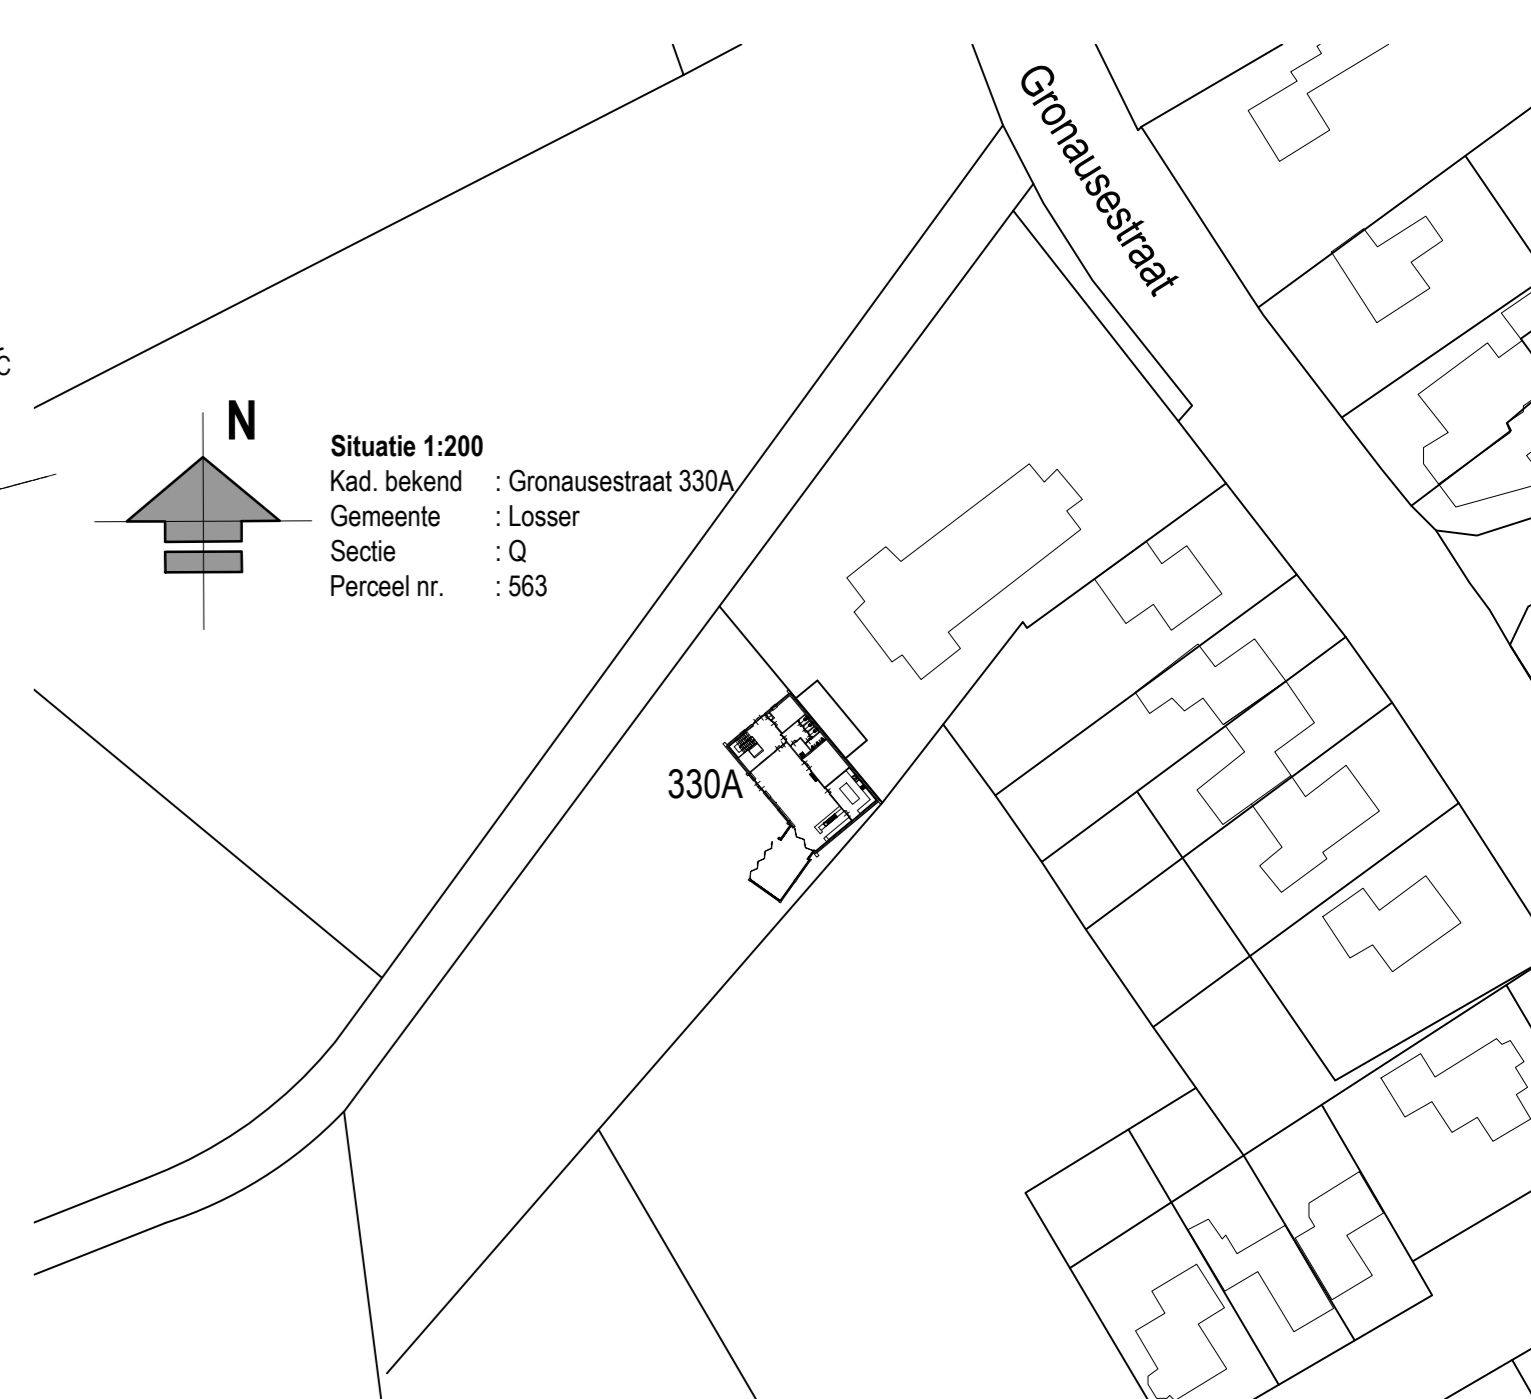 Gronausestraat
N
Situatie 1:200
Kad. bekend : Gronausestraat 330A
Gemeente : Losser
Sectie : Q
Perceel nr. : 563
330A